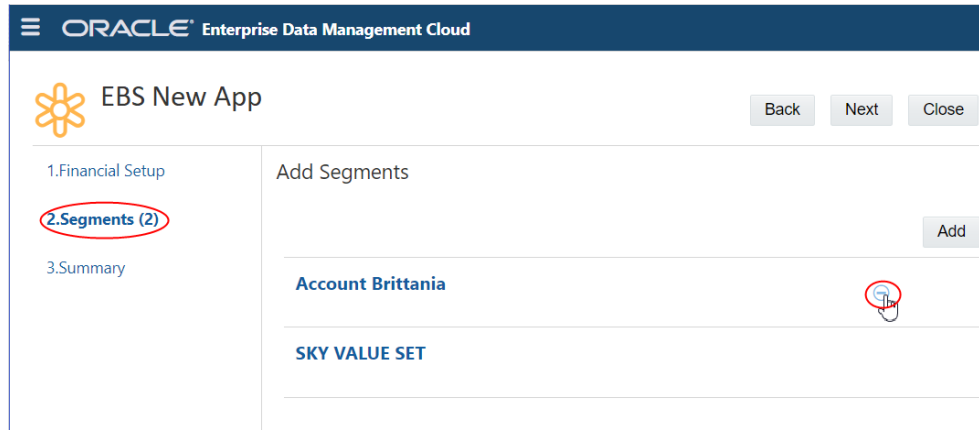 ORACLE® Enterprise Data Management Cloud
EBS New App
Back Next Close
1.Financial Setup
Add Segments
2.Segments (2)
Add
3.Summary
Account Brittania
SKY VALUE SET